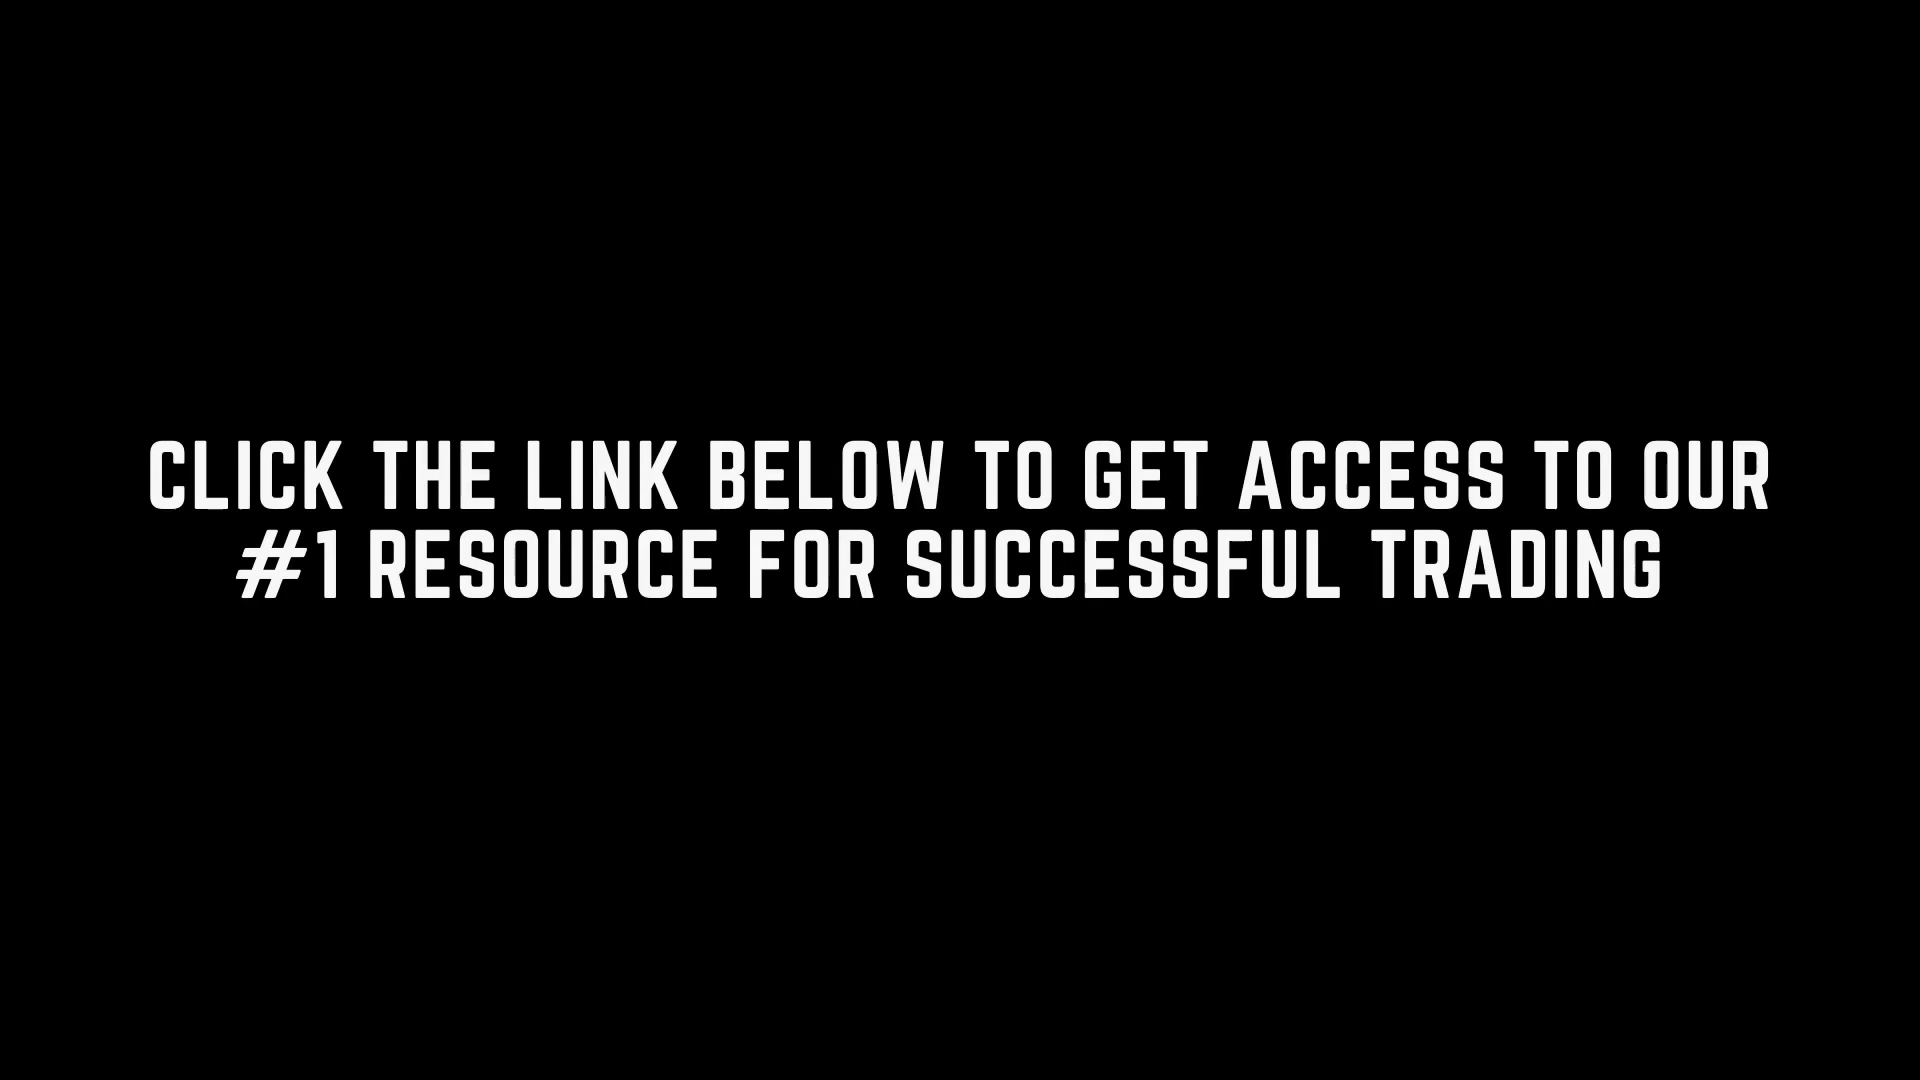 CLICK THE LINK BELOW TO GET ACCESS TO OUR
#1 RESOURCE FOR SUCCESSFUL TRADING